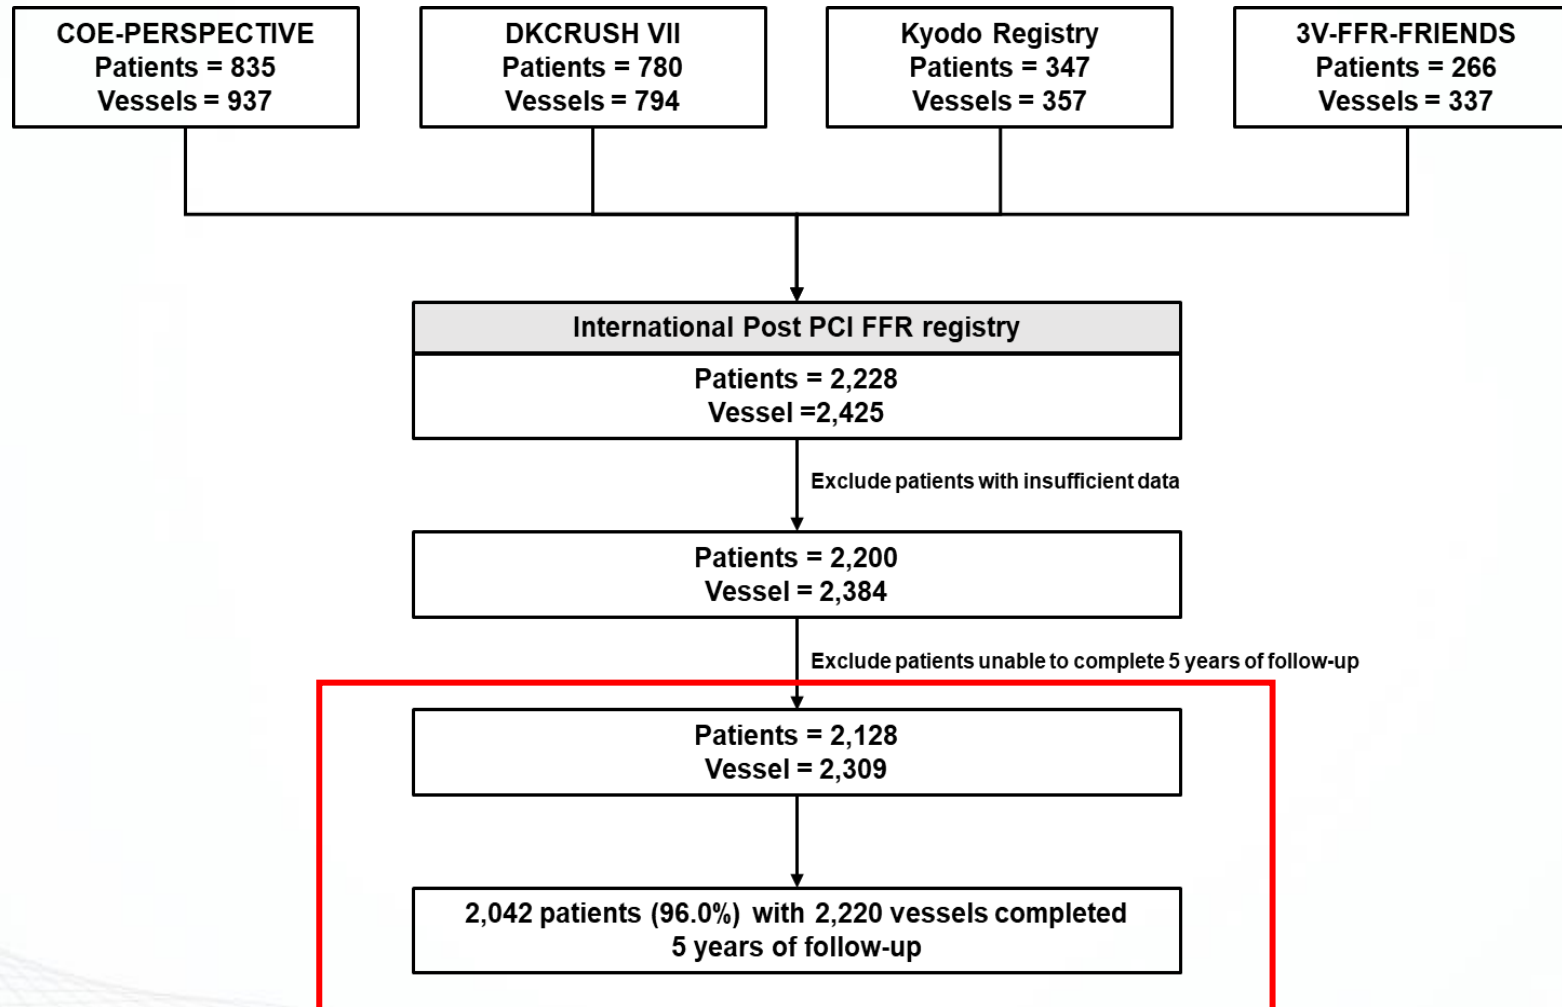 COE-PERSPECTIVE
Patients = 835
Vessels = 937
DKCRUSH VII
Patients = 780
Vessels = 794
Kyodo Registry
Patients = 347
Vessels = 357
3V-FFR-FRIENDS
Patients = 266
Vessels = 337
International Post PCI FFR registry
Patients = 2,228
Vessel =2,425
Exclude patients with insufficient data
Patients = 2,200
Vessel = 2,384
Exclude patients unable to complete 5 years of follow-up
Patients = 2,128
Vessel = 2,309
2,042 patients (96.0%) with 2,220 vessels completed
5 years of follow-up